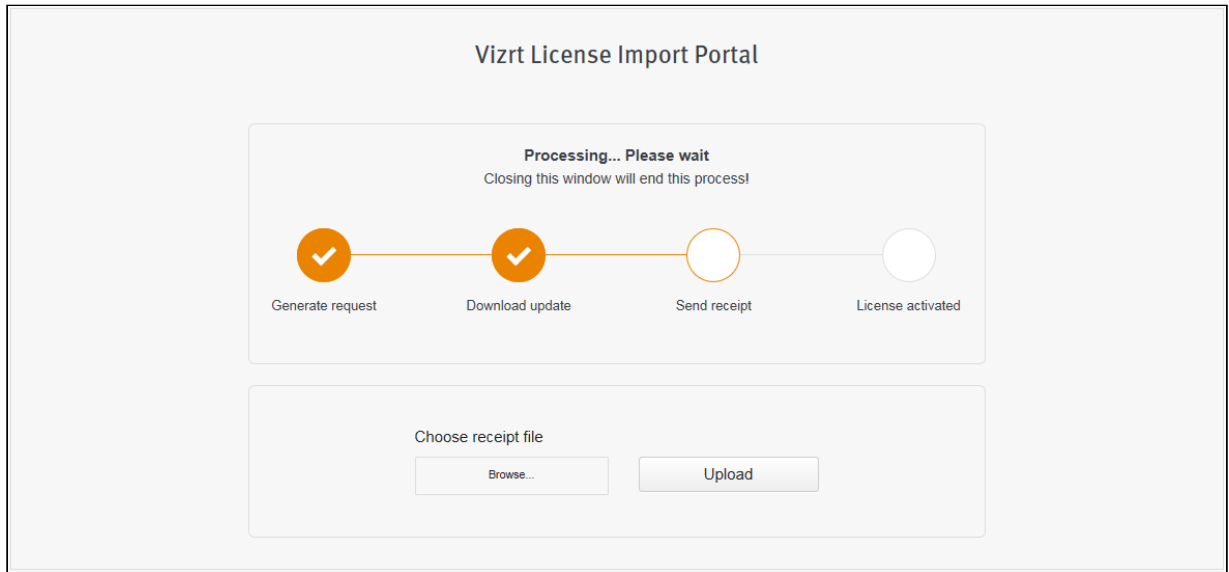 Vizrt License Import Portal
Processing... Please wait
Closing this window will end this process!
Generate request
Download update
Send receipt
License activated
Choose receipt file
Browse...
Upload